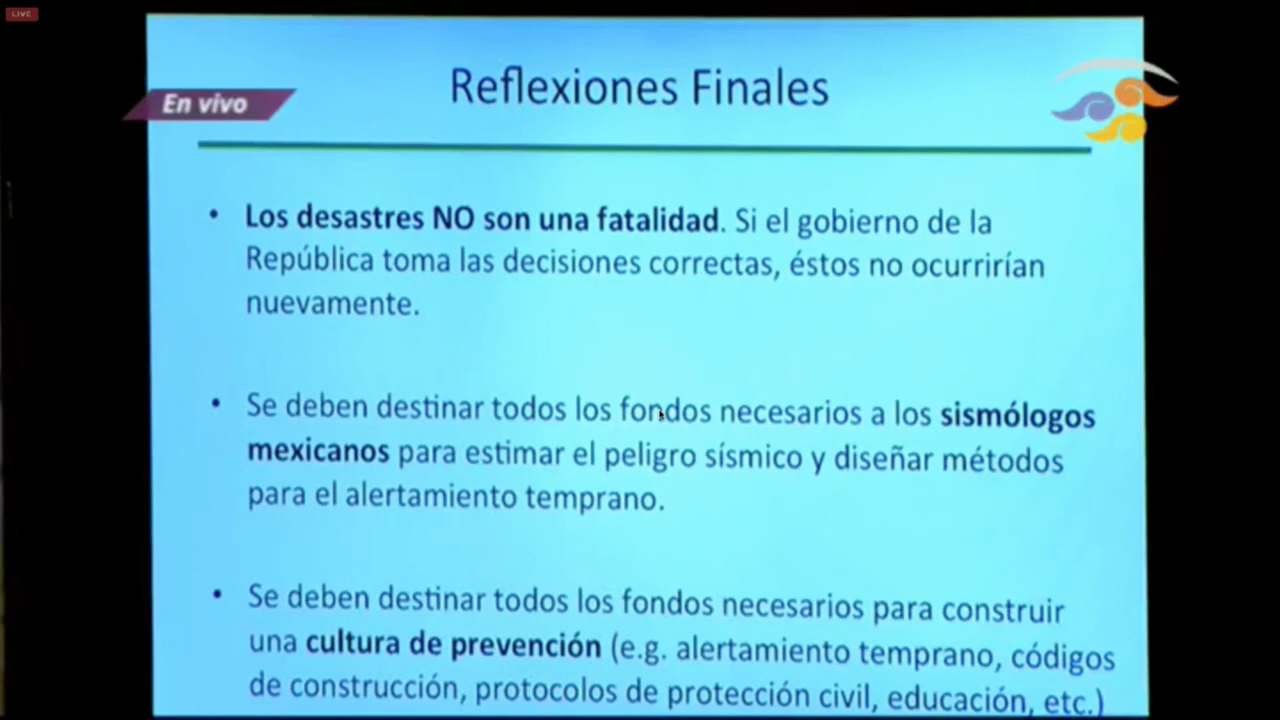 LIVE
Reflexiones Finales
En vivo
• Los desastres NO son una fatalidad. Si el gobierno de la
República toma las decisiones correctas, éstos no ocurrirían
nuevamente.
• Se deben destinar todos los fondos necesarios a los sismólogos
mexicanos para estimar el peligro sísmico y diseñar métodos
para el alertamiento temprano.
• Se deben destinar todos los fondos necesarios para construir
una cultura de prevención (e.g. alertamiento temprano, códigos
de construcción, protocolos de protección civil, educación, etc.)